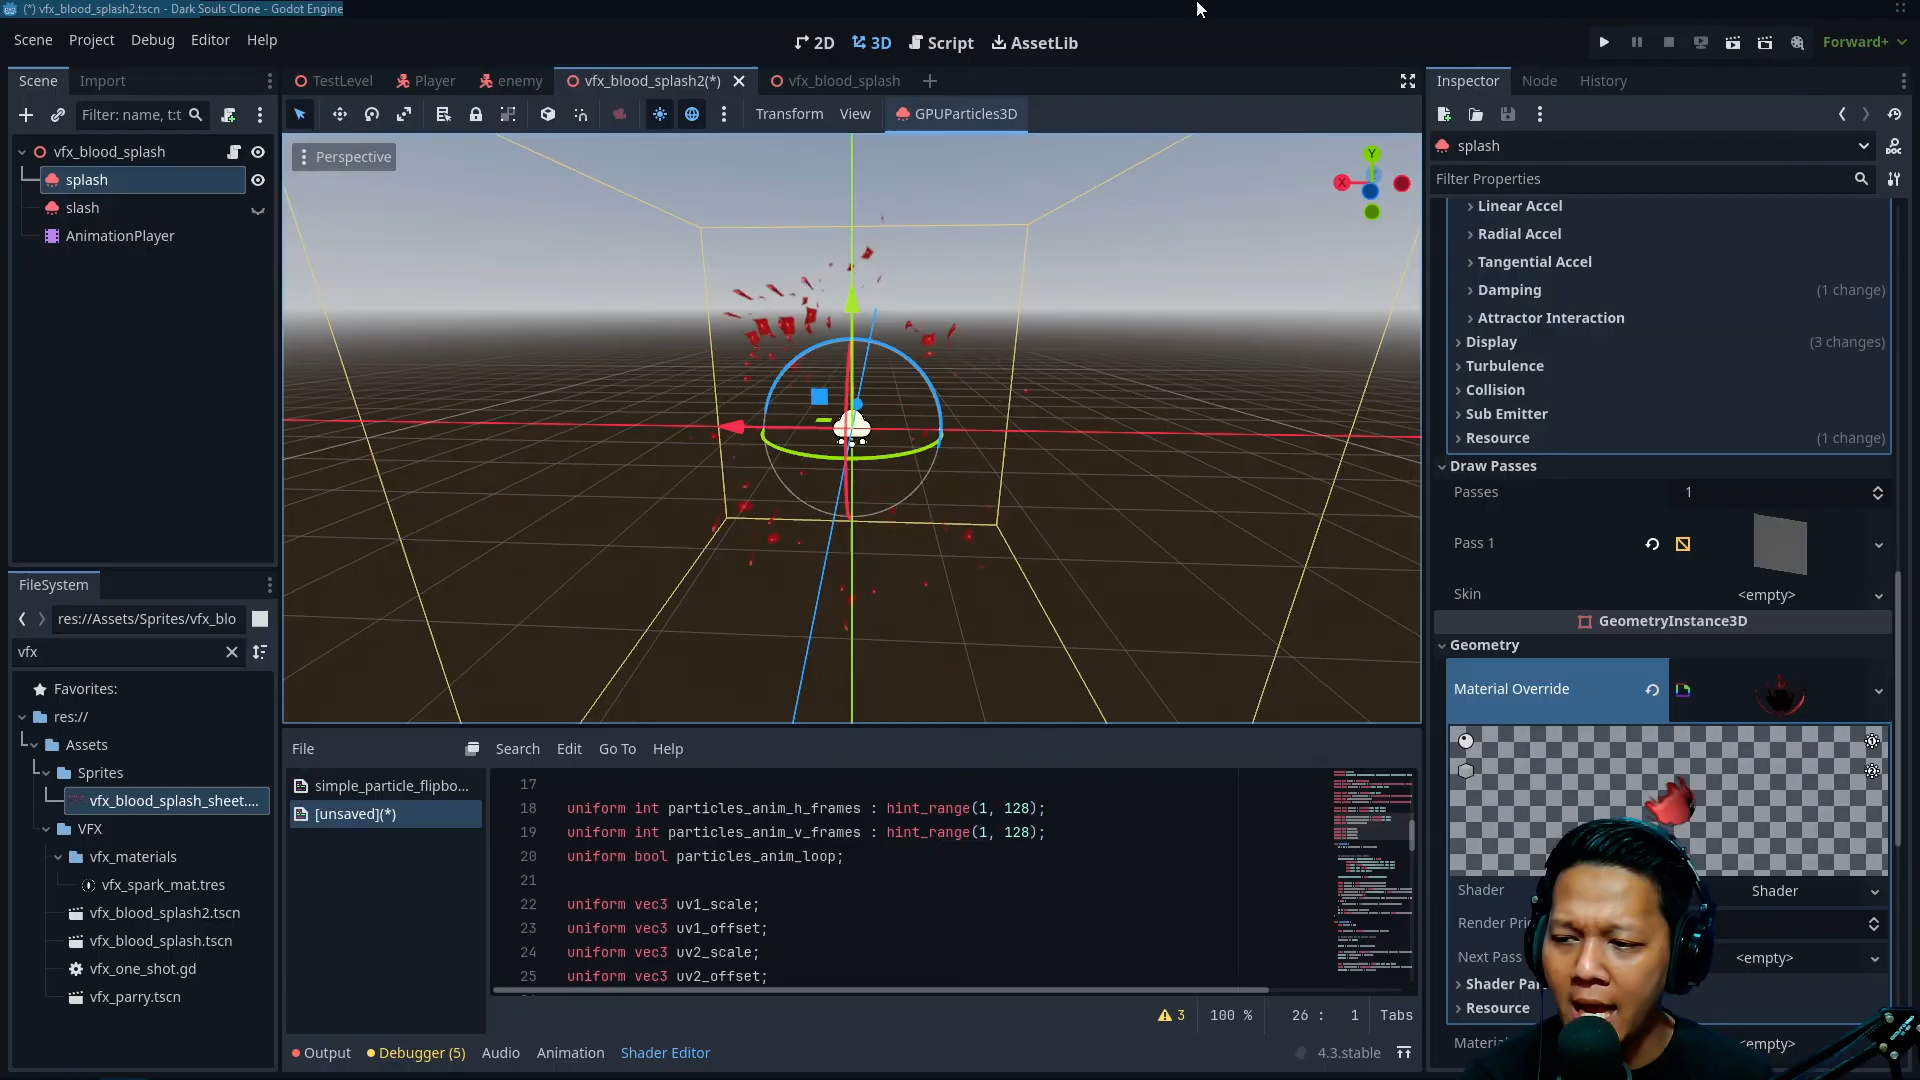 (*) vfx_blood_splash2.tscn - Dark Souls Clone - Godot Engine
Scene Project Debug Editor Help
2D 3D Script AssetLib
Forward+
Scene Import
Filter: name, t:t
vfx_blood_splash
splash
slash
AnimationPlayer
FileSystem
res://Assets/Sprites/vfx_blo
vfx
Favorites:
res://
Assets
Sprites
vfx_blood_splash_sheet....
VFX
vfx_materials
vfx_spark_mat.tres
vfx_blood_splash2.tscn
vfx_blood_splash.tscn
vfx_one_shot.gd
vfx_parry.tscn
TestLevel Player enemy vfx_blood_splash2(*) vfx_blood_splash
Transform View GPUParticles3D
Perspective
Y
X
File Search Edit Go To Help
simple_particle_flipbo...
[unsaved](*)
17
18 uniform int particles_anim_h_frames : hint_range(1, 128);
19 uniform int particles_anim_v_frames : hint_range(1, 128);
20 uniform bool particles_anim_loop;
21
22 uniform vec3 uv1_scale;
23 uniform vec3 uv1_offset;
24 uniform vec3 uv2_scale;
25 uniform vec3 uv2_offset;
3 100 % 26 : 1 Tabs
Output Debugger (5) Audio Animation Shader Editor 4.3.stable
Inspector Node History
splash
Filter Properties
Linear Accel
Radial Accel
Tangential Accel
Damping (1 change)
Attractor Interaction
Display (3 changes)
Turbulence
Collision
Sub Emitter
Resource (1 change)
Draw Passes
Passes 1
Pass 1
Skin <empty>
GeometryInstance3D
Geometry
Material Override
Shader Shader
Render Pri
Next Pass <empty>
Shader Par
Resource
Material <empty>